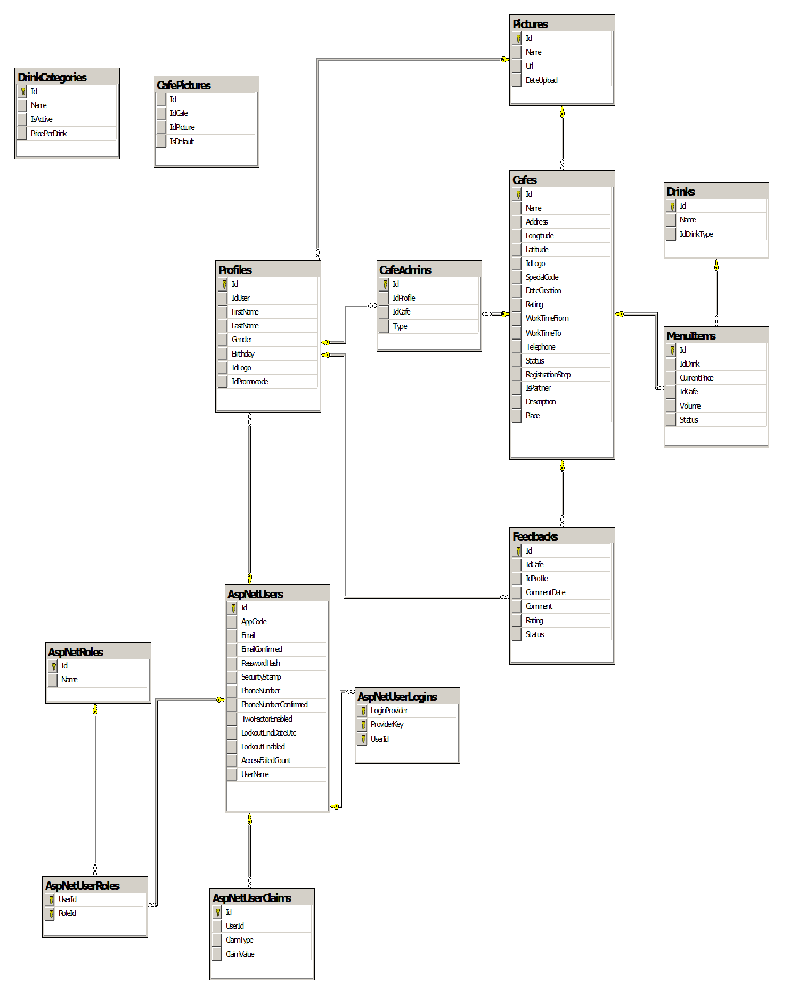 Pictures
Id
Name
Url
DateUpload
DrinkCategories
Id
Name
IsActive
PricePerDrink
CafePictures
Id
IdCafe
IdPicture
IsDefault
Cafes
Id
Name
Address
Longitude
Latitude
IdLogo
SpecialCode
DateCreation
Rating
WorkTimeFrom
WorkTimeTo
Telephone
Status
RegistrationStep
IsPartner
Description
Place
Drinks
Id
Name
IdDrinkType
Profiles
Id
IdUser
FirstName
LastName
Gender
Birthday
IdLogo
IdPromocode
CafeAdmins
Id
IdProfile
IdCafe
Type
MenuItems
Id
IdDrink
CurrentPrice
IdCafe
Volume
Status
Feedbacks
Id
IdCafe
IdProfile
CommentDate
Comment
Rating
Status
AspNetUsers
Id
AppCode
Email
EmailConfirmed
PasswordHash
SecurityStamp
PhoneNumber
PhoneNumberConfirmed
TwoFactorEnabled
LockoutEndDateUtc
LockoutEnabled
AccessFailedCount
UserName
AspNetRoles
Id
Name
AspNetUserLogins
LoginProvider
ProviderKey
UserId
AspNetUserRoles
UserId
RoleId
AspNetUserClaims
Id
UserId
ClaimType
ClaimValue